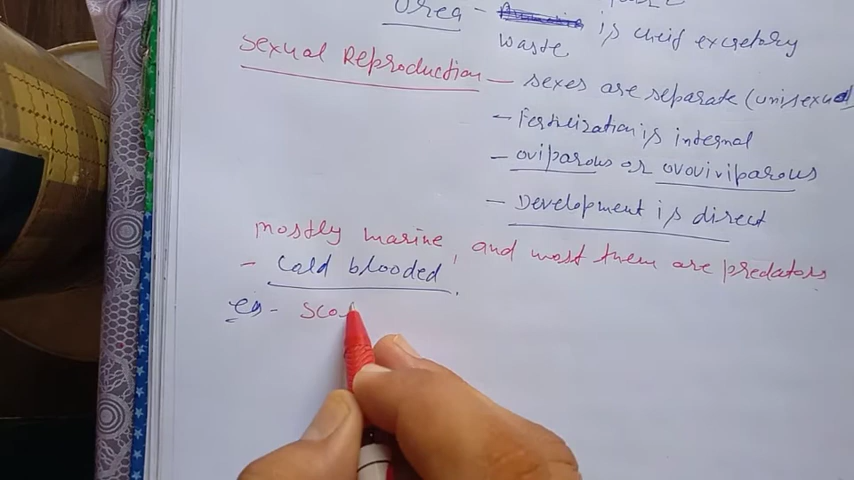 Urea - is chief excretory
waste
Sexual Reproduction - sexes are separate (unisexual)
- Fertilization is internal
- oviparous or ovoviviparous
- Development is direct
mostly marine, and most them are predators.
- Cold blooded.
eg - Sco